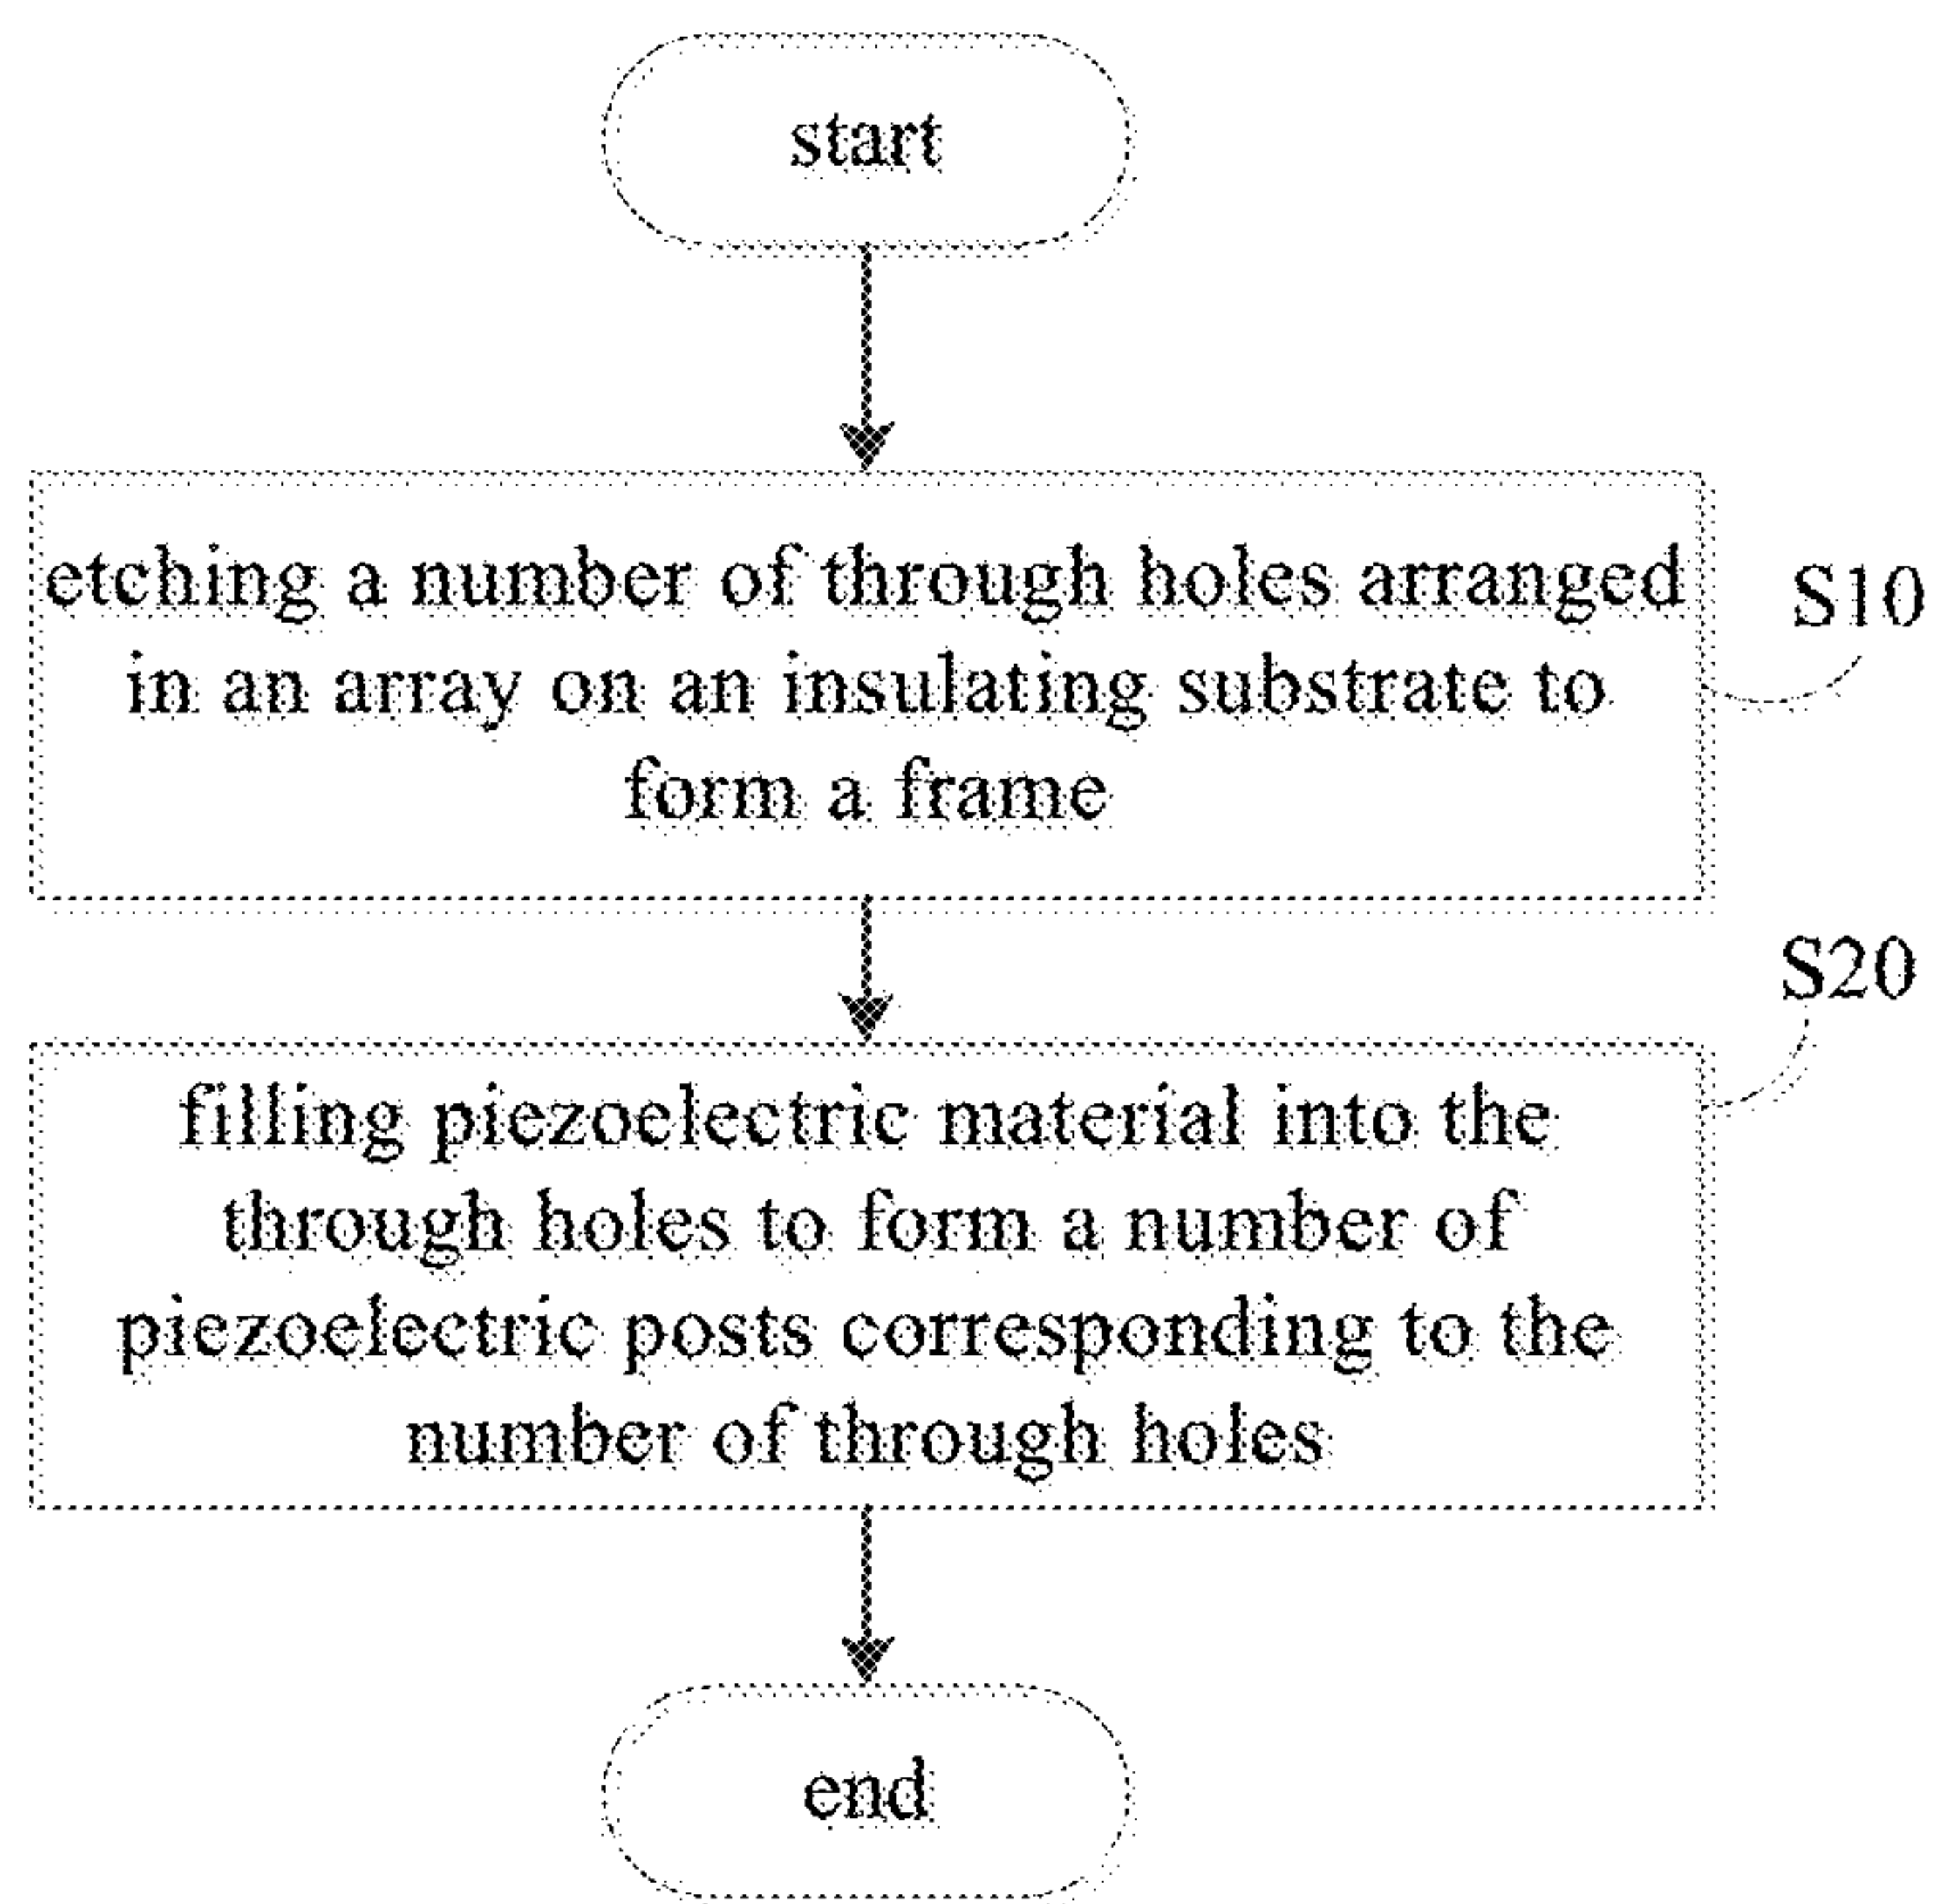 start
etching a number of through holes arranged
in an array on an insulating substrate to
form a frame
S10
S20
filling piezoelectric material into the
through holes to form a number of
piezoelectric posts corresponding to the
number of through holes
end